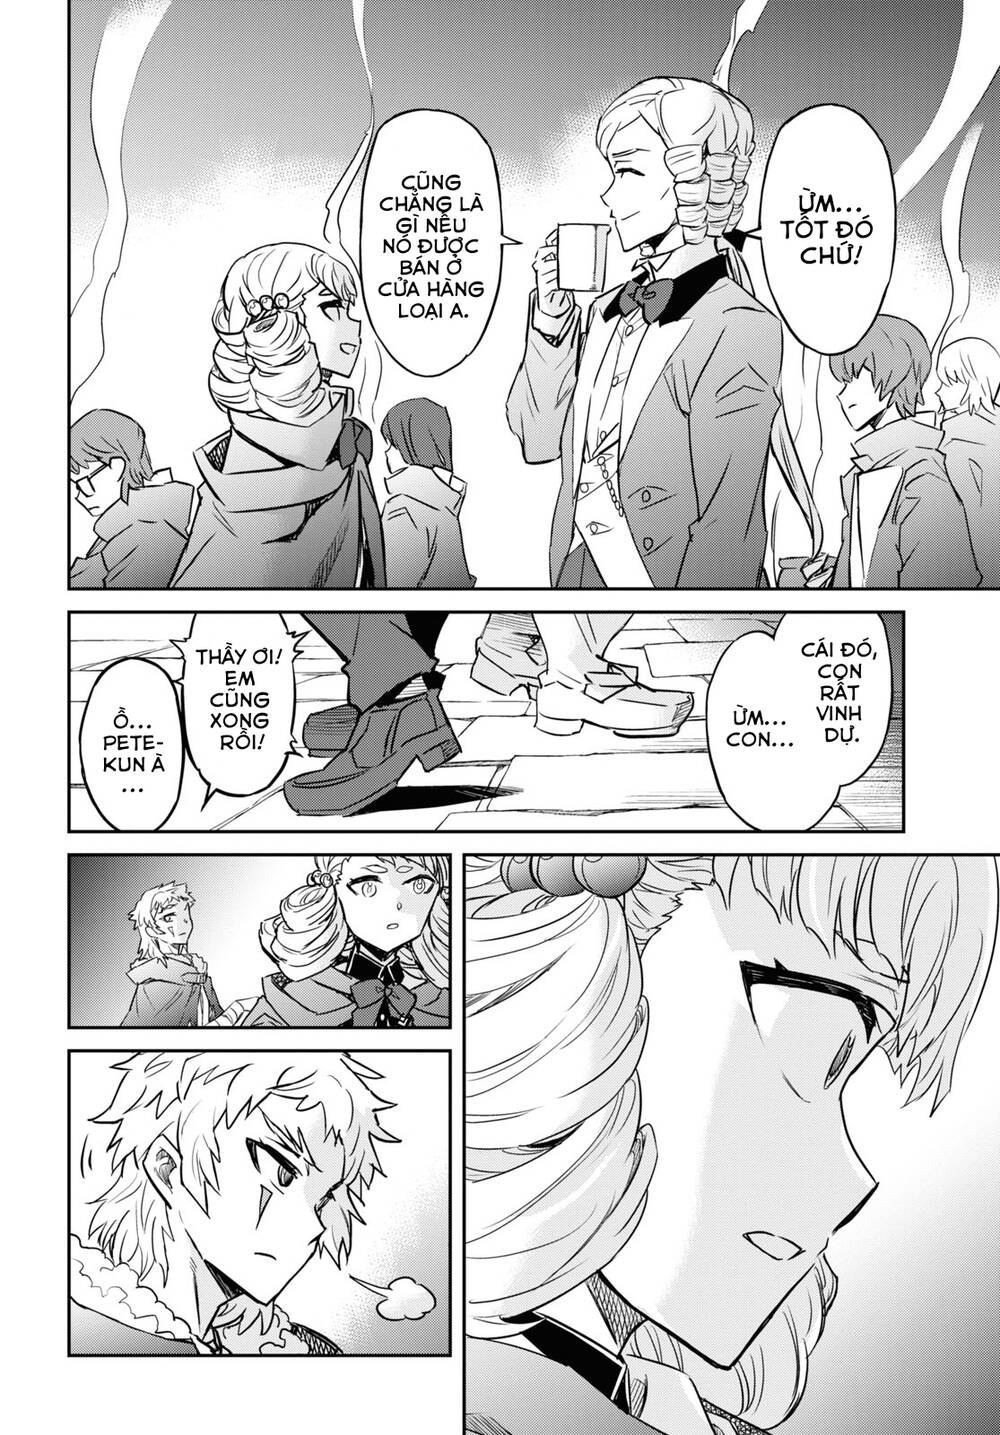 ỪM...
TỐT ĐÓ
CHỨ!
CŨNG
CHẲNG LÀ
GÌ NẾU
NÓ ĐƯỢC
BÁN Ở
CỬA HÀNG
LOẠI A.
CÁI ĐÓ,
CON
RẤT
VINH
DỰ.
ỪM...
CON...
THẦY ƠI!
EM
CŨNG
XONG
RỒI!
Ồ...
PETE-
KUN À
...